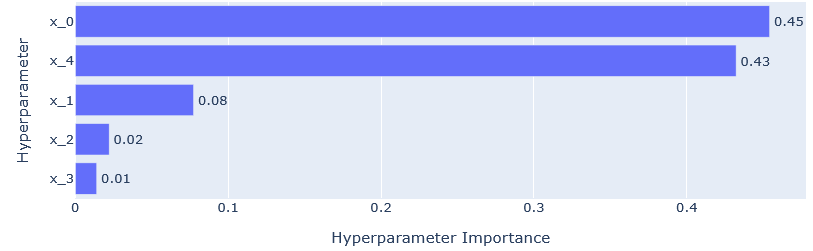 x_0 0.45
x_4 0.43
x_1 0.08
x_2 0.02
x_3 0.01
0 0.1 0.2 0.3 0.4
Hyperparameter Importance
Hyperparameter